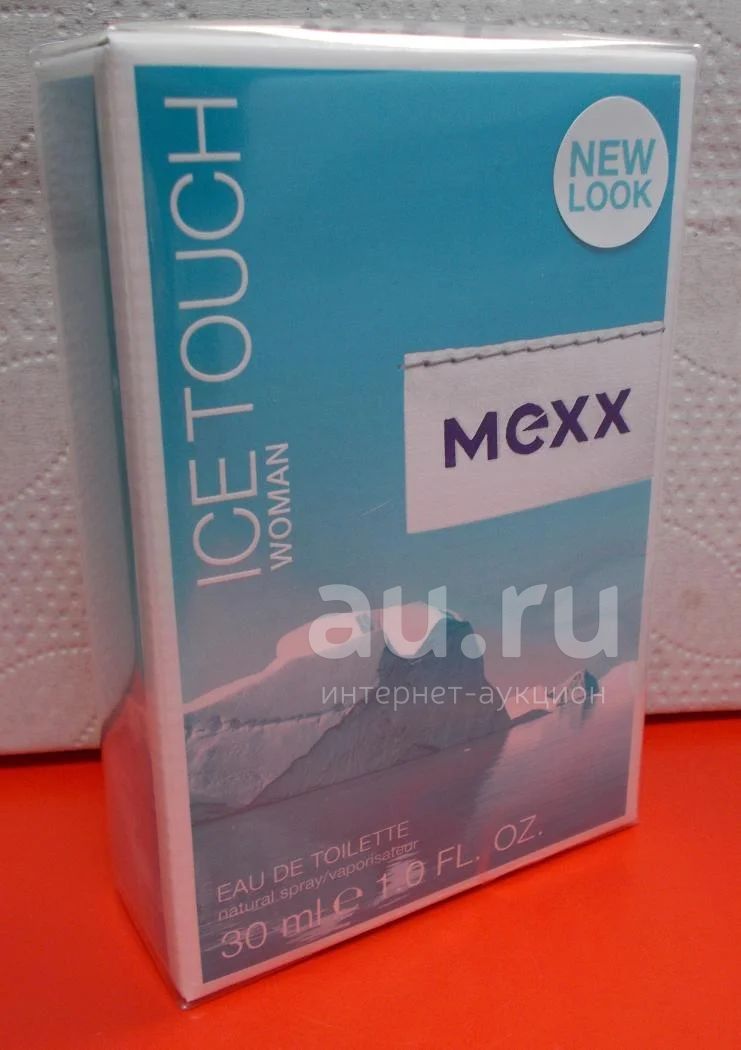 NEW
LOOK
ICE TOUCH
WOMAN
mexx
au.ru
интернет-аукцион
EAU DE TOILETTE
natural spray/vaporisateur
30 ml e 1.0 FL. OZ.